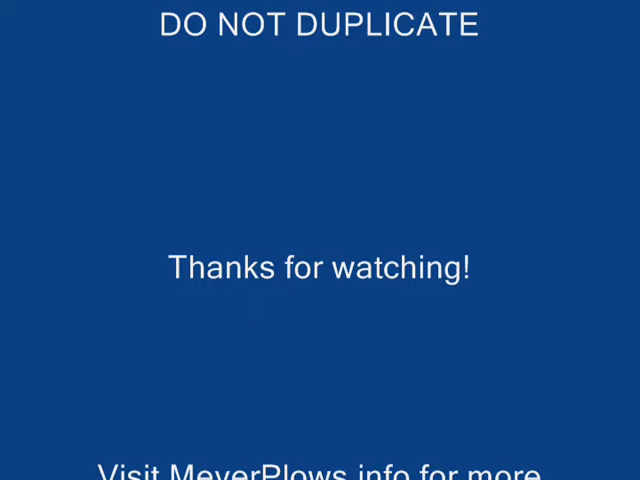 DO NOT DUPLICATE
Thanks for watching!
Visit MeyerPlows.info for more